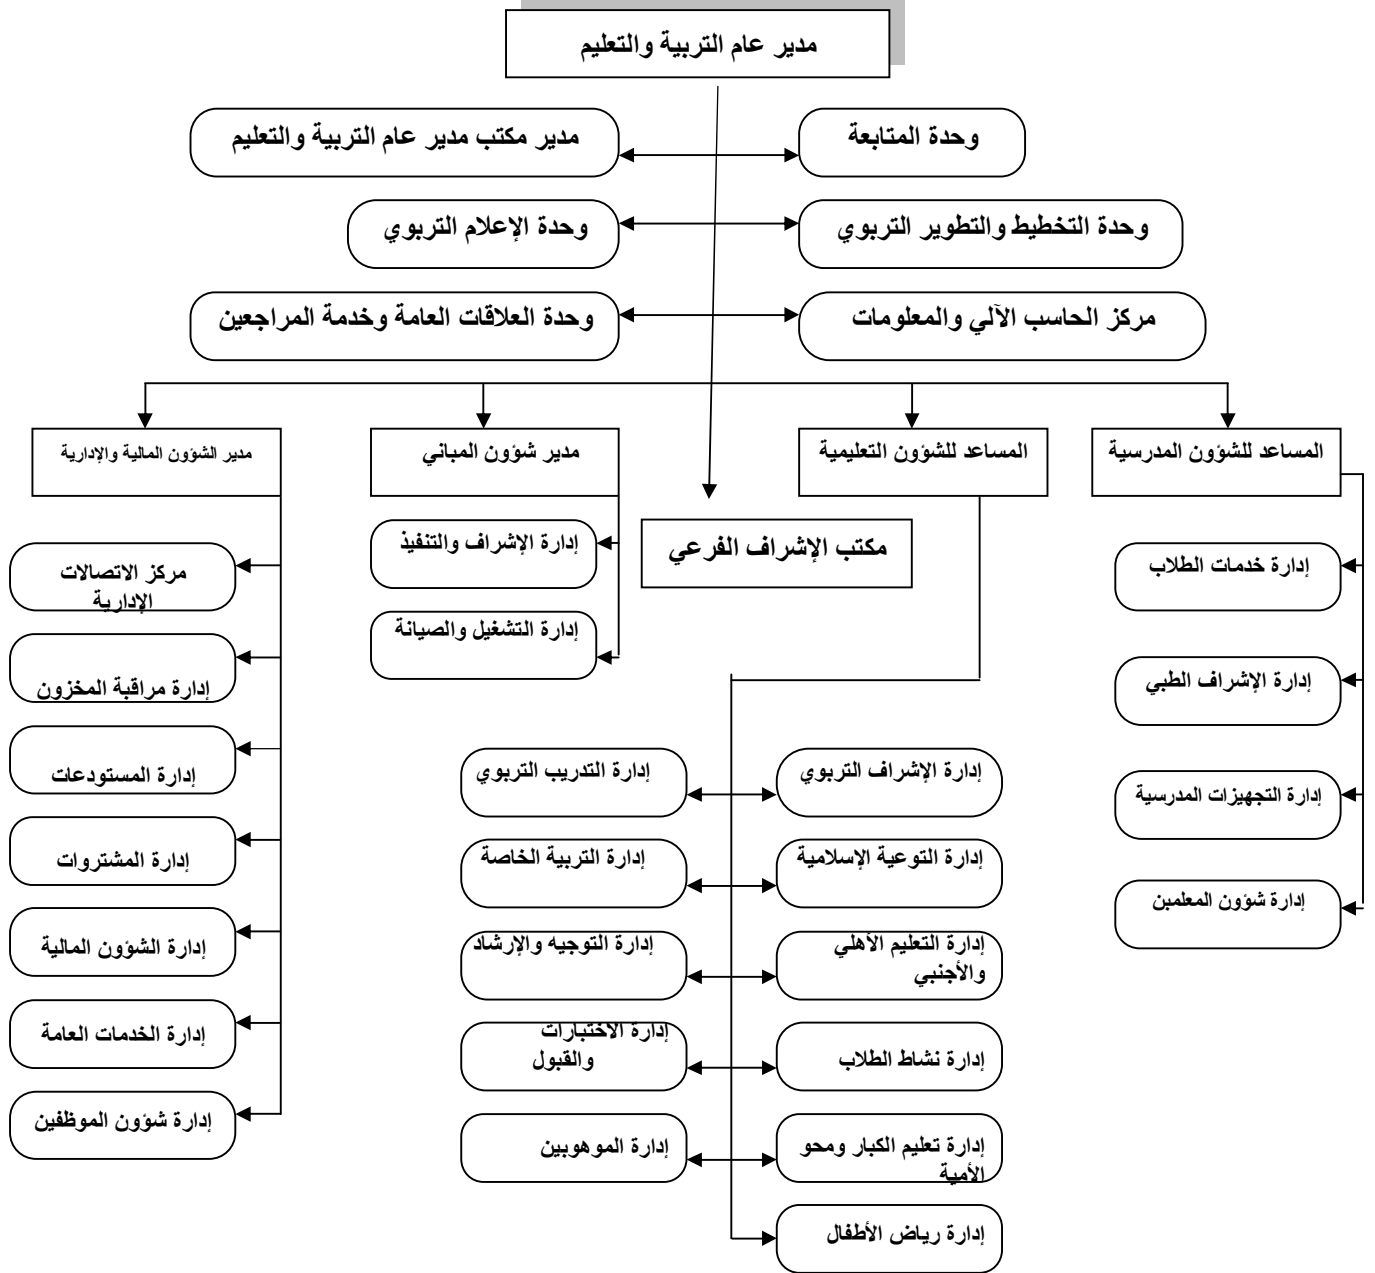 مدير عام التربية والتعليم
وحدة المتابعة
مدير مكتب مدير عام التربية والتعليم
وحدة التخطيط والتطوير التربوي
وحدة الإعلام التربوي
مركز الحاسب الآلي والمعلومات
وحدة العلاقات العامة وخدمة المراجعين
المساعد للشؤون المدرسية
المساعد للشؤون التعليمية
مدير شؤون المباني
مدير الشؤون المالية والإدارية
مكتب الإشراف الفرعي
إدارة خدمات الطلاب
إدارة الإشراف الطبي
إدارة التجهيزات المدرسية
إدارة شؤون المعلمين
إدارة الإشراف التربوي
إدارة التدريب التربوي
إدارة التوعية الإسلامية
إدارة التربية الخاصة
إدارة التعليم الأهلي
والأجنبي
إدارة التوجيه والإرشاد
إدارة نشاط الطلاب
إدارة الاختبارات
والقبول
إدارة تعليم الكبار ومحو
الأمية
إدارة الموهوبين
إدارة رياض الأطفال
إدارة الإشراف والتنفيذ
إدارة التشغيل والصيانة
مركز الاتصالات
الإدارية
إدارة مراقبة المخزون
إدارة المستودعات
إدارة المشتروات
إدارة الشؤون المالية
إدارة الخدمات العامة
إدارة شؤون الموظفين